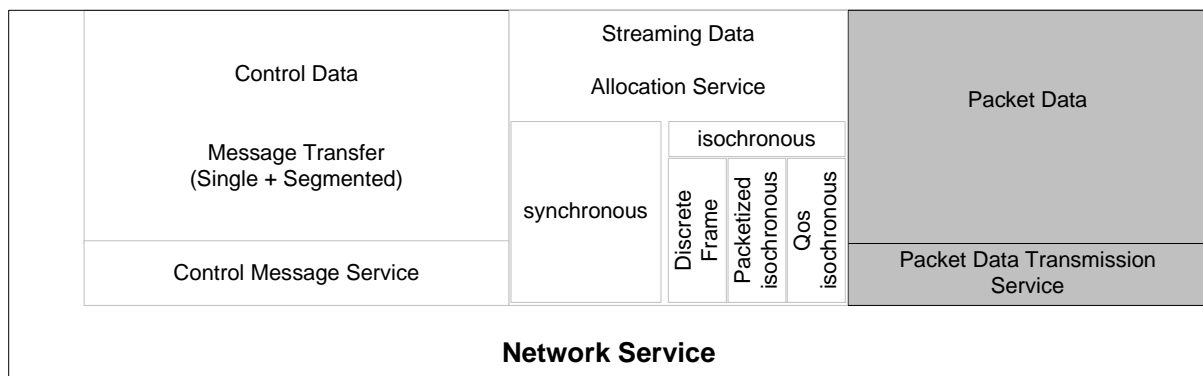 Control Data
Message Transfer
(Single + Segmented)
Control Message Service
Streaming Data
Allocation Service
synchronous
isochronous
Discrete
Frame
Packetized
isochronous
Qos
isochronous
Packet Data
Packet Data Transmission
Service
Network Service